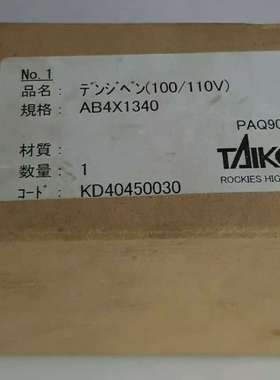 No. 1
品名： デンジベン(100/110V)
規格： AB4X1340
PAQ90
材質：
数量： 1
TAIKO
ROCKIES HIG
コード： KD40450030